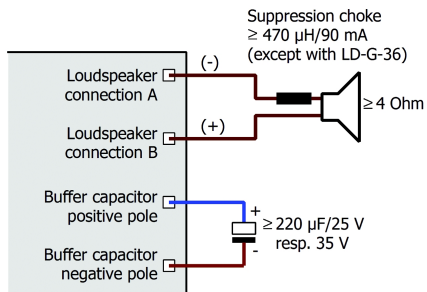 Suppression choke
≥ 470 µH/90 mA
(except with LD-G-36)
Loudspeaker
connection A
(-)
≥ 4 Ohm
Loudspeaker
connection B
(+)
Buffer capacitor
positive pole
+
≥ 220 µF/25 V
resp. 35 V
Buffer capacitor
negative pole
-